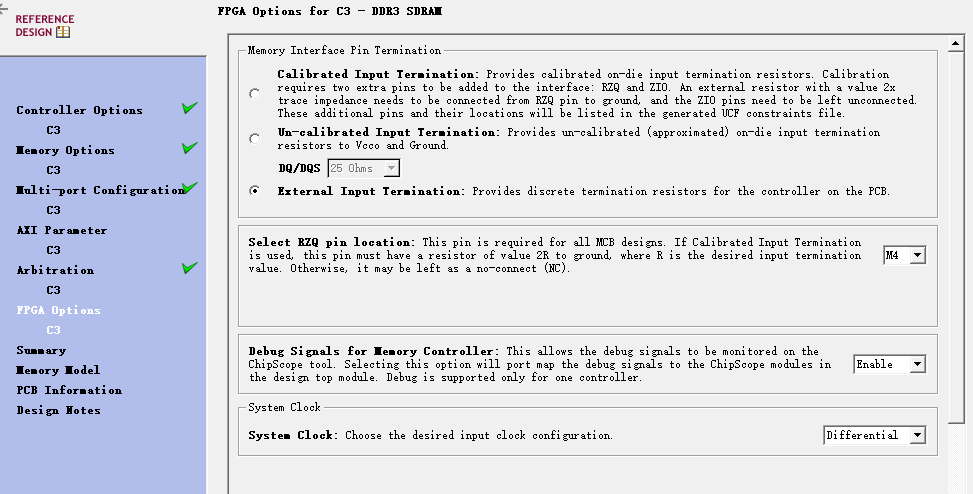 REFERENCE
DESIGN
Controller Options
C3
Memory Options
C3
Multi-port Configuration
C3
AXI Parameter
C3
Arbitration
C3
FPGA Options
C3
Summary
Memory Model
PCB Information
Design Notes
FPGA Options for C3 - DDR3 SDRAM
Memory Interface Pin Termination
Calibrated Input Termination: Provides calibrated on-die input termination resistors. Calibration
requires two extra pins to be added to the interface: RZQ and ZIO. An external resistor with a value 2x
trace impedance needs to be connected from RZQ pin to ground, and the ZIO pins need to be left unconnected.
These additional pins and their locations will be listed in the generated UCF constraints file.
Un-calibrated Input Termination: Provides un-calibrated (approximated) on-die input termination
resistors to Vcco and Ground.
DQ/DQS 25 Ohms
External Input Termination: Provides discrete termination resistors for the controller on the PCB.
Select RZQ pin location: This pin is required for all MCB designs. If Calibrated Input Termination
is used, this pin must have a resistor of value 2R to ground, where R is the desired input termination
value. Otherwise, it may be left as a no-connect (NC).
M4
Debug Signals for Memory Controller: This allows the debug signals to be monitored on the
ChipScope tool. Selecting this option will port map the debug signals to the ChipScope modules in
the design top module. Debug is supported only for one controller.
Enable
System Clock
System Clock: Choose the desired input clock configuration.
Differential